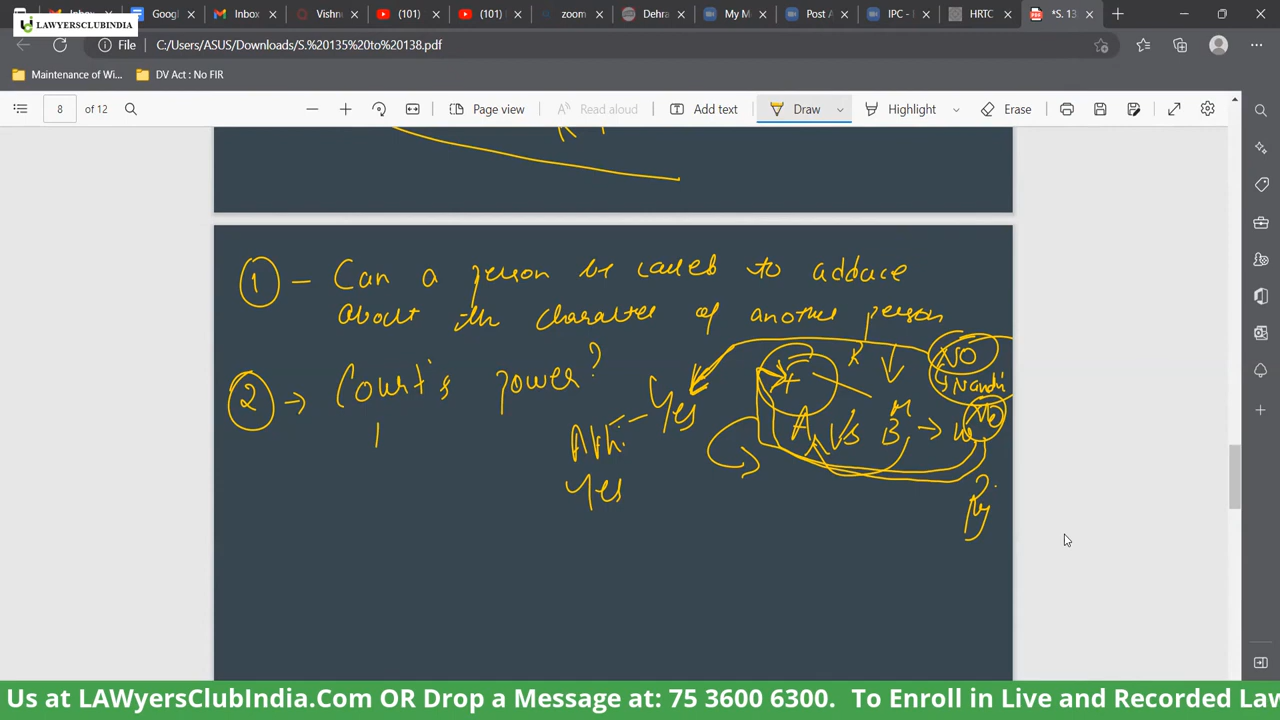 LAWYERSCLUBINDIA
Inbo
Googl
Inbox
Inbox
Vishn
(101)
(101)
noom
Dehra
Post -
IPC -
HRTC
*S. 13
File
C:/Users/ASUS/Downloads/S.%20135%20to%20138.pdf
Maintenance of Wi...
DV Act : No FIR
8 of 12
Page view
Read aloud
Add text
Draw
Highlight
Erase
1 - Can a person be called to adduce
about the character of another person
2 → Court's power?
Yes
NO
Yes
A VS B → W
No
K
V
M
Us at LAWyersClubIndia.Com OR Drop a Message at: 75 3600 6300. To Enroll in Live and Recorded Law